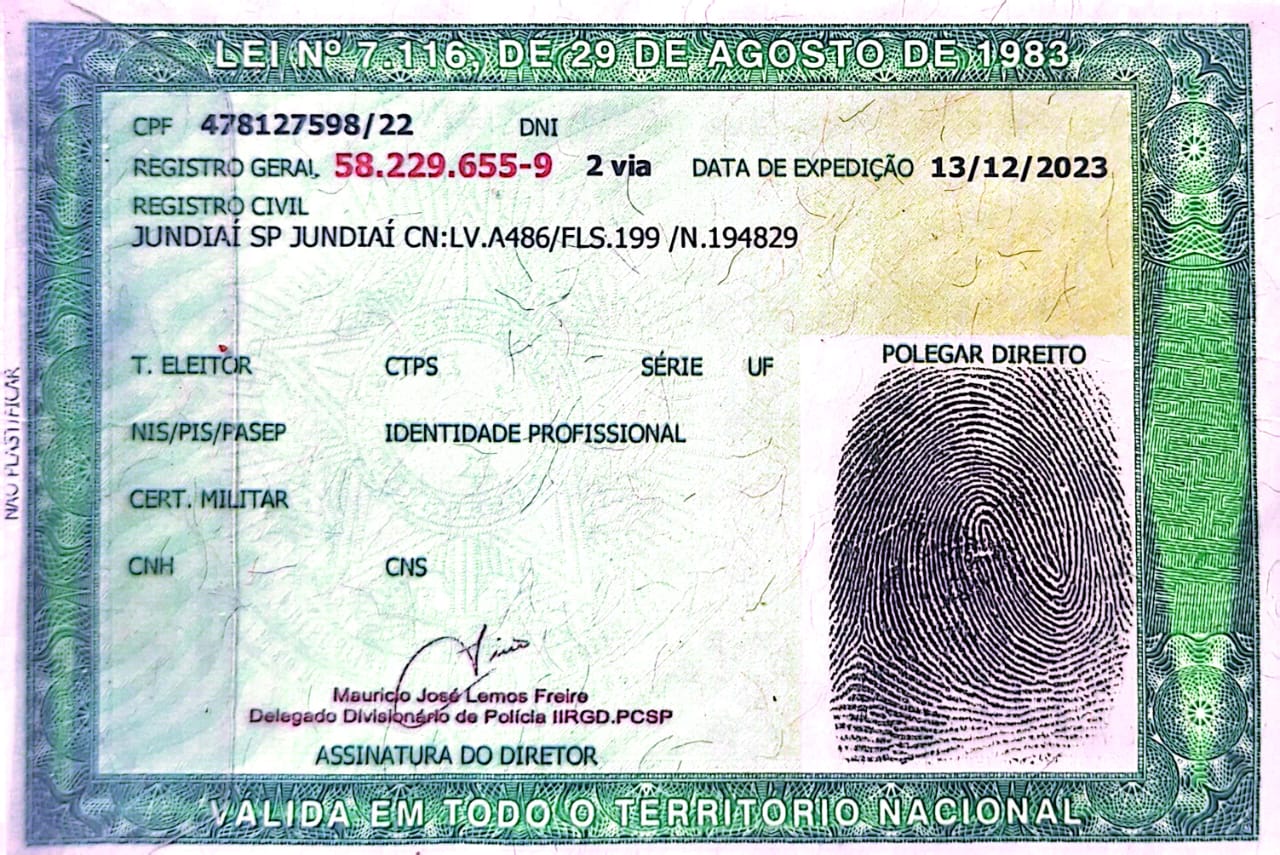 LEI Nº 7.116, DE 29 DE AGOSTO DE 1983
CPF 478127598/22 DNI
REGISTRO GERAL 58.229.655-9 2 via DATA DE EXPEDIÇÃO 13/12/2023
REGISTRO CIVIL
JUNDIAÍ SP JUNDIAÍ CN:LV.A486/FLS.199 /N.194829
T. ELEITOR CTPS SÉRIE UF
POLEGAR DIREITO
NIS/PIS/PASEP IDENTIDADE PROFISSIONAL
CERT. MILITAR
CNH CNS
Mauricio José Lemos Freire
Delegado Divisionário de Polícia IIRGD.PCSP
ASSINATURA DO DIRETOR
VALIDA EM TODO O TERRITÓRIO NACIONAL
NÃO PLASTIFICAR